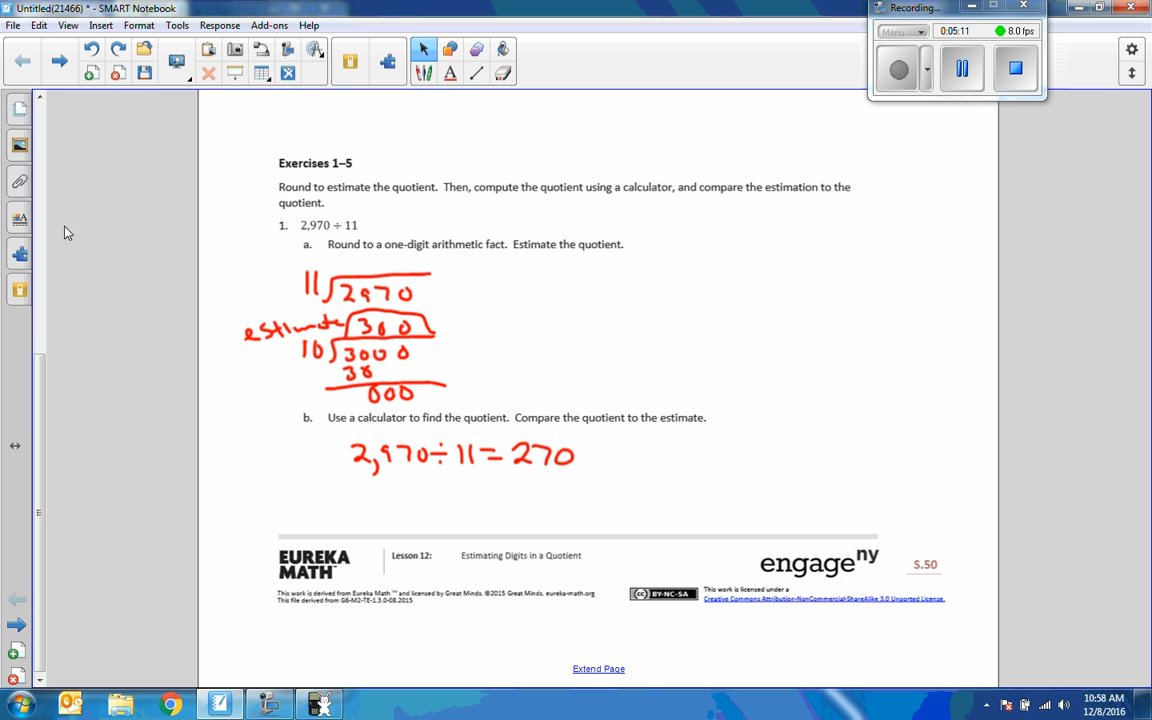 Untitled(21466) * - SMART Notebook
Recording...
File Edit View Insert Format Tools Response Add-ons Help
Menu 0:05:11 8.0 fps
Exercises 1–5
Round to estimate the quotient. Then, compute the quotient using a calculator, and compare the estimation to the
quotient.
1. 2,970 ÷ 11
a. Round to a one-digit arithmetic fact. Estimate the quotient.
11 2970
estimate 300
10 3000
30
000
b. Use a calculator to find the quotient. Compare the quotient to the estimate.
2,970÷11=270
EUREKA
MATH™
Lesson 12: Estimating Digits in a Quotient
engage ny
S.50
This work is derived from Eureka Math ™ and licensed by Great Minds. ©2015 Great Minds. eureka-math.org
This file derived from G6-M2-TE-1.3.0-08.2015
(cc) BY-NC-SA
This work is licensed under a
Creative Commons Attribution-NonCommercial-ShareAlike 3.0 Unported License.
Extend Page
10:58 AM
12/8/2016